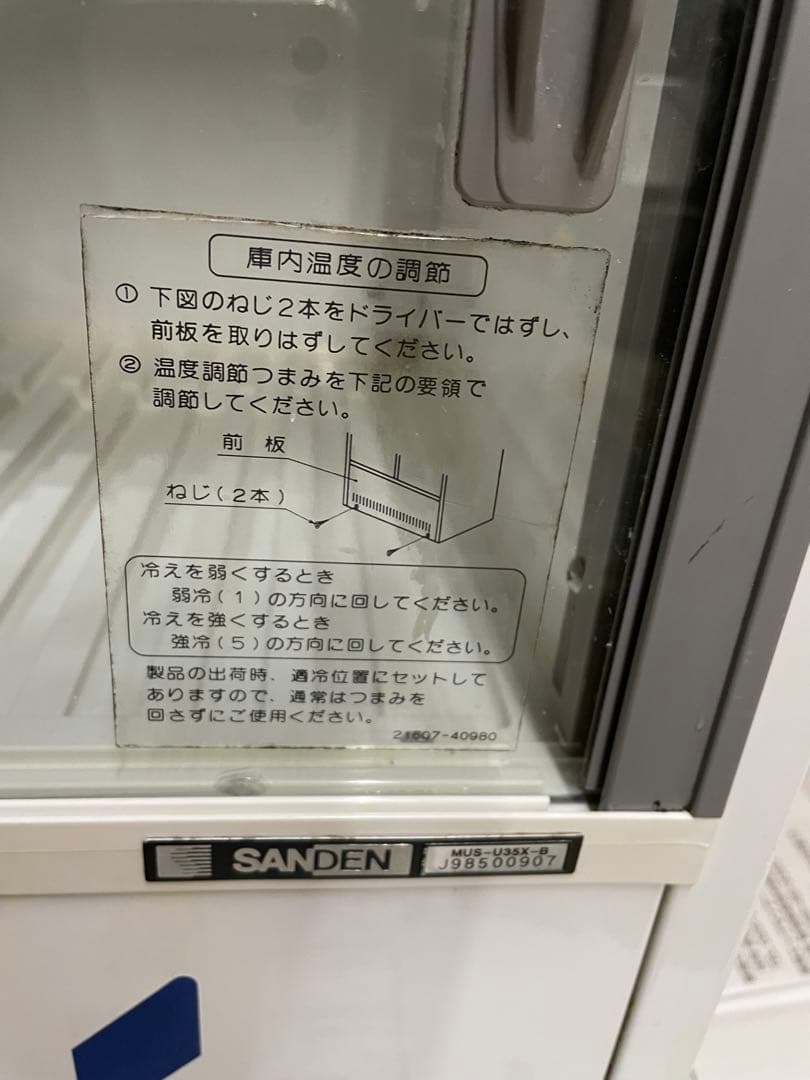 庫内温度の調節
① 下図のねじ2本をドライバーではずし、
前板を取りはずしてください。
② 温度調節つまみを下記の要領で
調節してください。
前 板
ねじ(2本)
冷えを弱くするとき
弱冷(1)の方向に回してください。
冷えを強くするとき
強冷(5)の方向に回してください。
製品の出荷時、適冷位置にセットして
ありますので、通常はつまみを
回さずにご使用ください。
21607-40980
SANDEN
MUS-U35X-B
J98500907